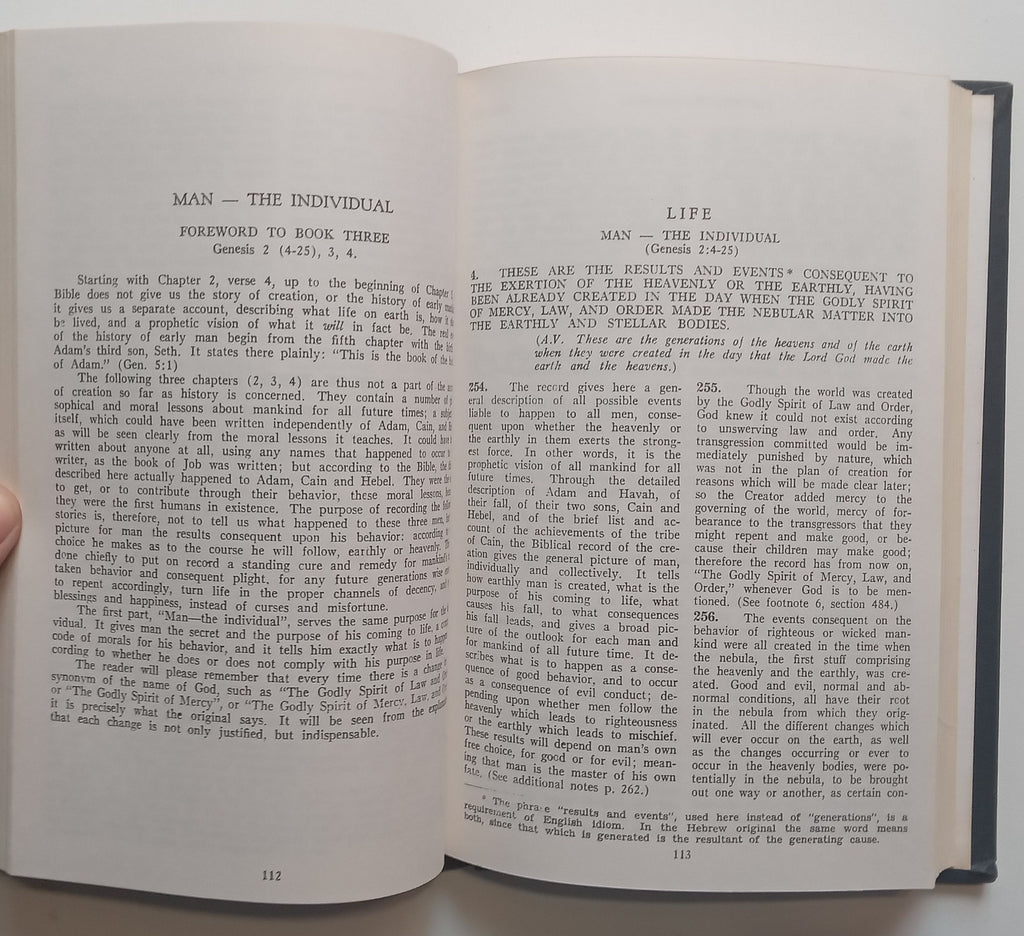 MAN — THE INDIVIDUAL
FOREWORD TO BOOK THREE
Genesis 2 (4-25), 3, 4.
Starting with Chapter 2, verse 4, up to the beginning of Chapter
Bible does not give us the story of creation, or the history of early
it gives us a separate account, describing what life on earth is, how
be lived, and a prophetic vision of what it will in fact be. The
of the history of early man begin from the fifth chapter with the
Adam's third son, Seth. It states there plainly: "This is the book of the
of Adam." (Gen. 5:1)
The following three chapters (2, 3, 4) are thus not a part of the
of creation so far as history is concerned. They contain a number of
sophical and moral lessons about mankind for all future times; a
itself, which could have been written independently of Adam, Cain, and
as will be seen clearly from the moral lessons it teaches. It could
written about anyone at all, using any names that happened to
writer, as the book of Job was written; but according to the Bible, the
described here actually happened to Adam, Cain and Hebel. They were
to get, or to contribute through their behavior, these moral lessons,
they were the first humans in existence. The purpose of recording the
stories is, therefore, not to tell us what happened to these three men,
picture for man the results consequent upon his behavior: according
choice he makes as to the course he will follow, earthly or heavenly.
done chiefly to put on record a standing cure and remedy for mankind's
taken behavior and consequent plight, for any future generations wise
to repent accordingly, turn life in the proper channels of decency,
blessings and happiness, instead of curses and misfortune.
The first part, "Man—the individual", serves the same purpose for the
vidual. It gives man the secret and the purpose of his coming to life, a
code of morals for his behavior, and it tells him exactly what is to
cording to whether he does or does not comply with his purpose in life.
The reader will please remember that every time there is a change
synonym of the name of God, such as "The Godly Spirit of Law and
or "The Godly Spirit of Mercy", or "The Godly Spirit of Mercy, Law, and
it is precisely what the original says. It will be seen from the
that each change is not only justified, but indispensable.
112
LIFE
MAN — THE INDIVIDUAL
(Genesis 2:4-25)
4. THESE ARE THE RESULTS AND EVENTS* CONSEQUENT TO
THE EXERTION OF THE HEAVENLY OR THE EARTHLY, HAVING
BEEN ALREADY CREATED IN THE DAY WHEN THE GODLY SPIRIT
OF MERCY, LAW, AND ORDER MADE THE NEBULAR MATTER INTO
THE EARTHLY AND STELLAR BODIES.
(A.V. These are the generations of the heavens and of the earth
when they were created in the day that the Lord God made the
earth and the heavens.)
254. The record gives here a gen-
eral description of all possible events
liable to happen to all men, conse-
quent upon whether the heavenly or
the earthly in them exerts the strong-
est force. In other words, it is the
prophetic vision of all mankind for all
future times. Through the detailed
description of Adam and Havah, of
their fall, of their two sons, Cain and
Hebel, and of the brief list and ac-
count of the achievements of the tribe
of Cain, the Biblical record of the cre-
ation gives the general picture of man,
individually and collectively. It tells
how earthly man is created, what is the
purpose of his coming to life, what
causes his fall, to what consequences
his fall leads, and gives a broad pic-
ture of the outlook for each man and
for mankind of all future time. It de-
scribes what is to happen as a conse-
quence of good behavior, and to occur
as a consequence of evil conduct; de-
pending upon whether men follow the
heavenly which leads to righteousness
or the earthly which leads to mischief.
These results will depend on man's own
free choice, for good or for evil; mean-
ing that man is the master of his own
fate. (See additional notes p. 262.)
255. Though the world was created
by the Godly Spirit of Law and Order,
God knew it could not exist according
to unswerving law and order. Any
transgression committed would be im-
mediately punished by nature, which
was not in the plan of creation for
reasons which will be made clear later;
so the Creator added mercy to the
governing of the world, mercy of for-
bearance to the transgressors that they
might repent and make good, or be-
cause their children may make good;
therefore the record has from now on,
"The Godly Spirit of Mercy, Law, and
Order," whenever God is to be men-
tioned. (See footnote 6, section 484.)
256. The events consequent on the
behavior of righteous or wicked man-
kind were all created in the time when
the nebula, the first stuff comprising
the heavenly and the earthly, was cre-
ated. Good and evil, normal and ab-
normal conditions, all have their root
in the nebula from which they orig-
inated. All the different changes which
will ever occur on the earth, as well
as the changes occurring or ever to
occur in the heavenly bodies, were po-
tentially in the nebula, to be brought
out one way or another, as certain con-
* The phrase "results and events", used here instead of "generations", is a
requirement of English idiom. In the Hebrew original the same word means
both, since that which is generated is the resultant of the generating cause.
113